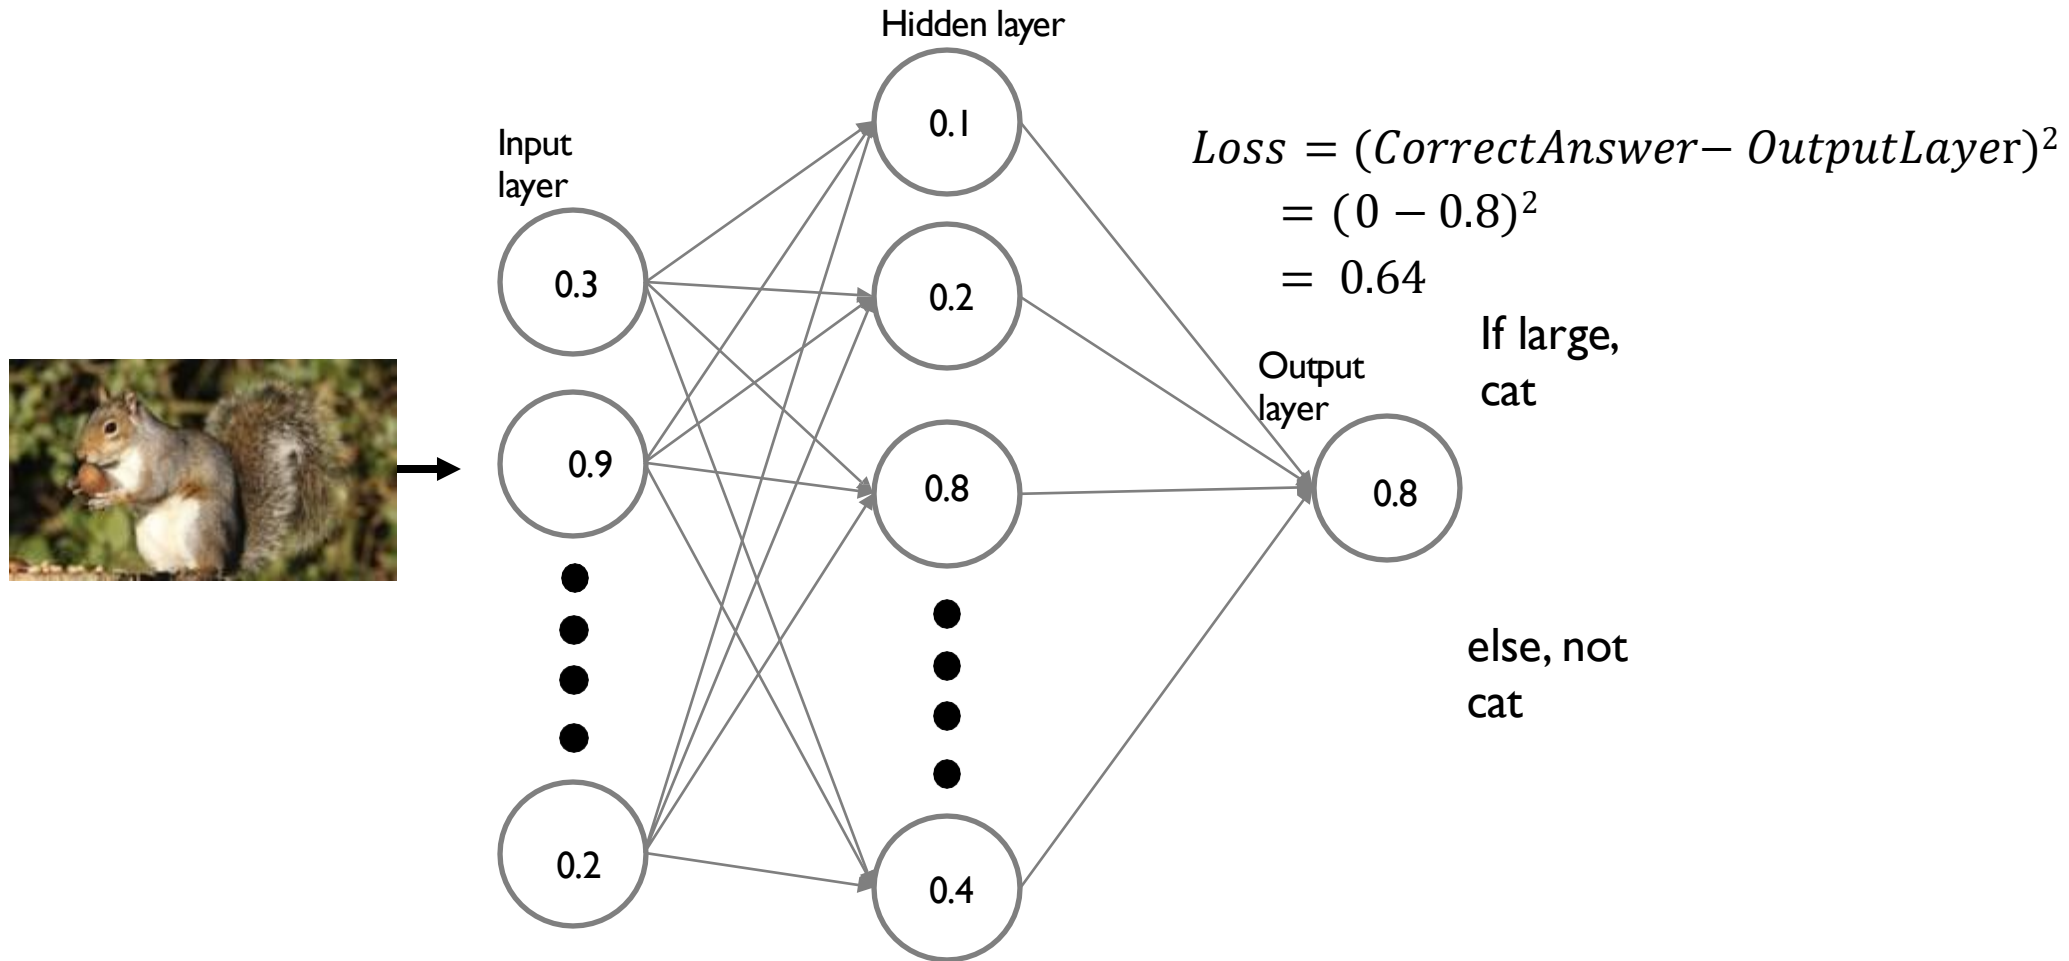 Hidden layer
Input
layer
0.3
0.9
0.2
0.1
0.2
0.8
0.4
Loss = (CorrectAnswer− OutputLayer)²
= (0 − 0.8)²
= 0.64
If large,
cat
Output
layer
0.8
else, not
cat